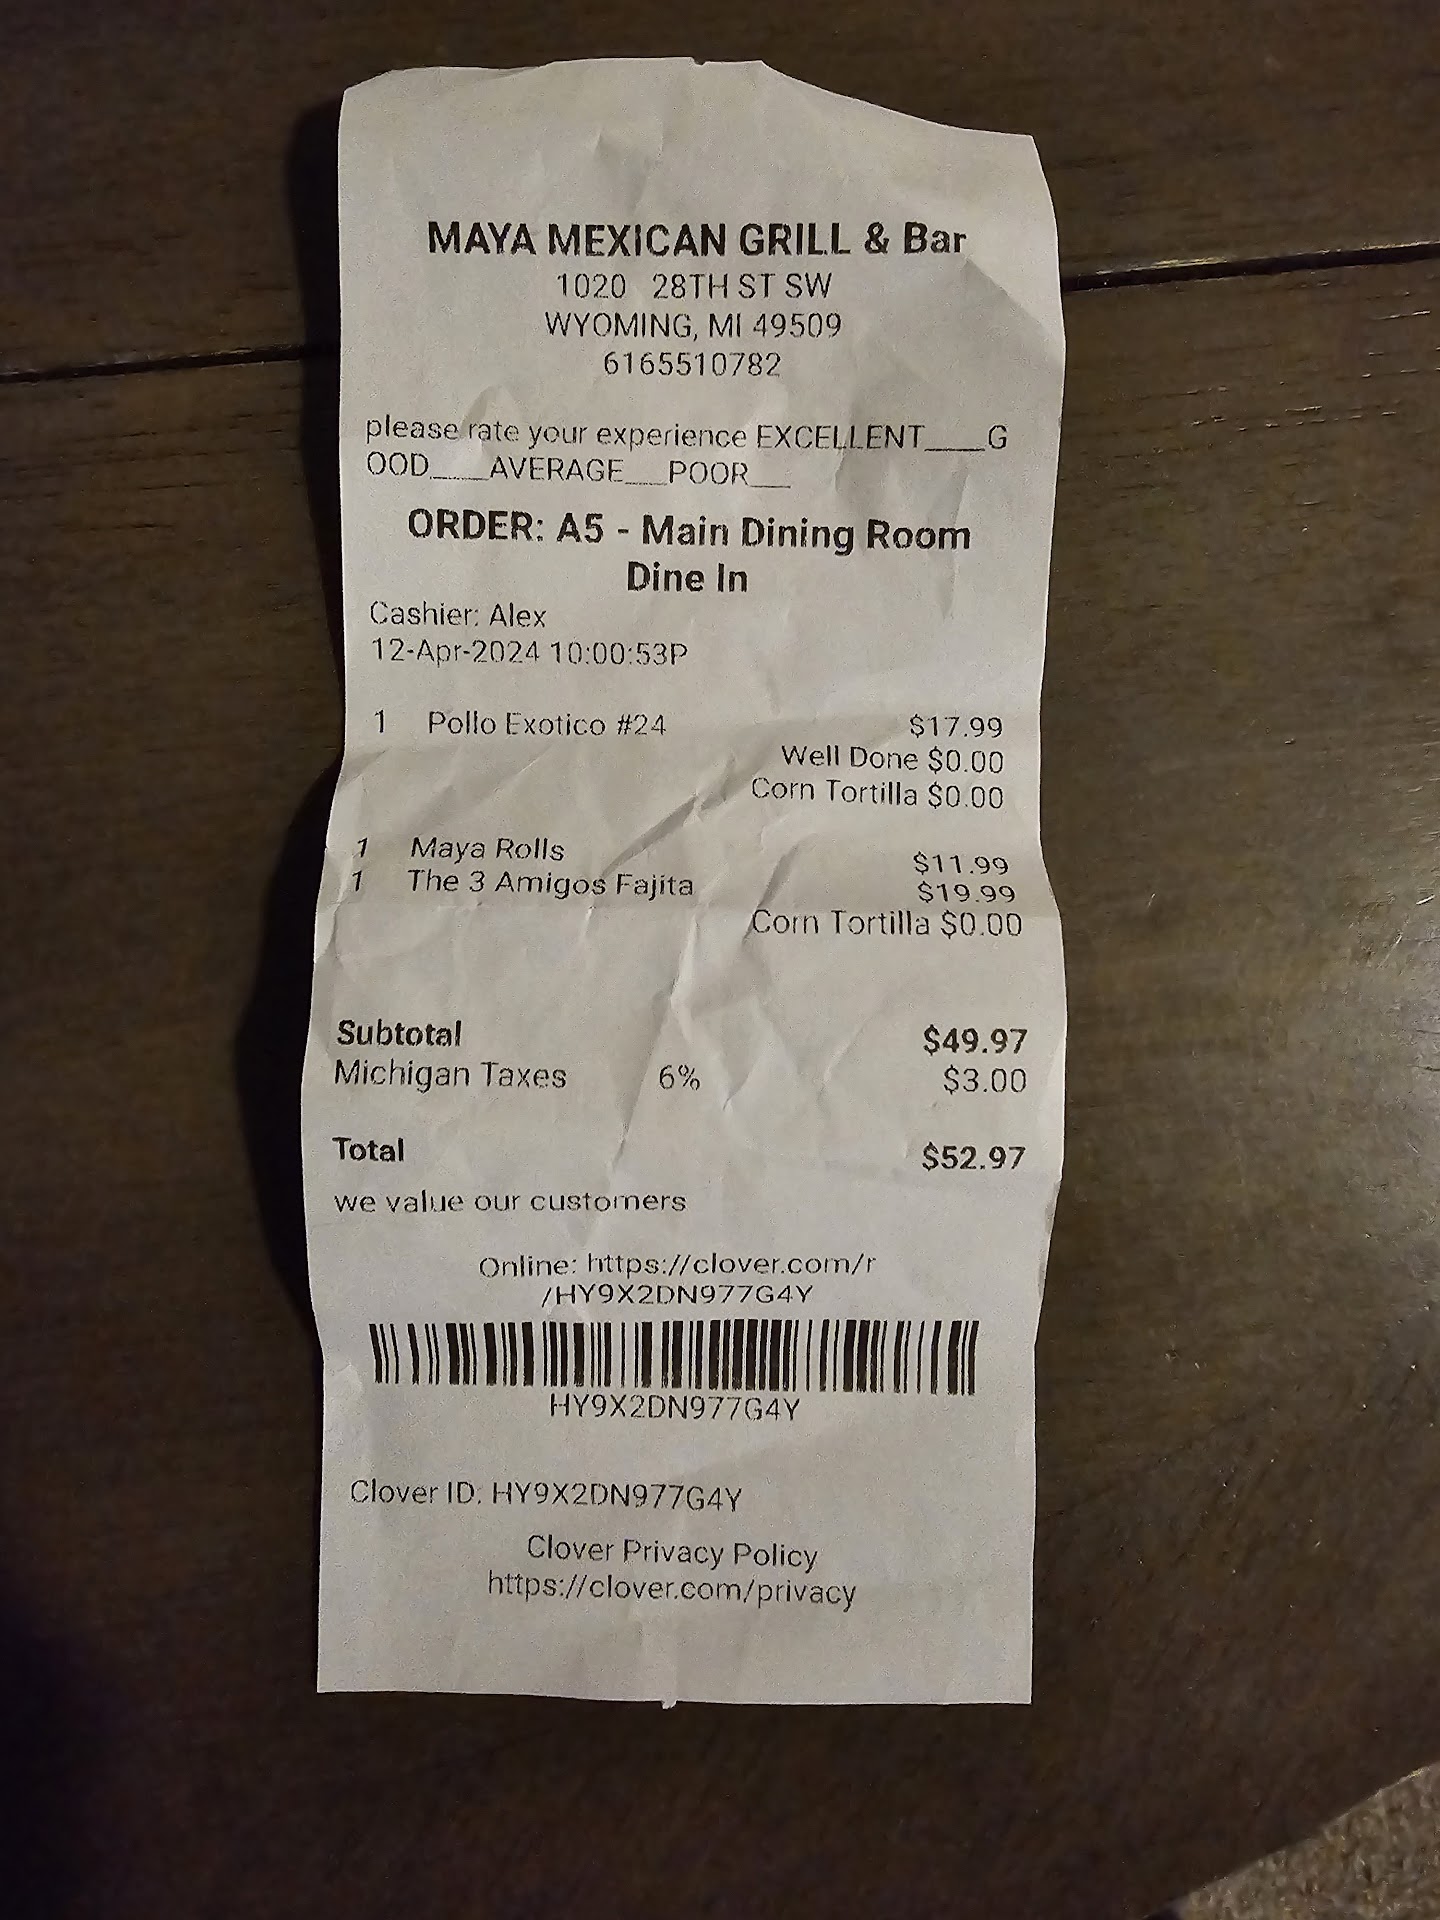 MAYA MEXICAN GRILL & Bar
1020 28TH ST SW
WYOMING, MI 49509
6165510782
please rate your experience EXCELLENT____G
OOD____AVERAGE___POOR___
ORDER: A5 - Main Dining Room
Dine In
Cashier: Alex
12-Apr-2024 10:00:53P
1 Pollo Exotico #24 $17.99
Well Done $0.00
Corn Tortilla $0.00
1 Maya Rolls $11.99
1 The 3 Amigos Fajita $19.99
Corn Tortilla $0.00
Subtotal $49.97
Michigan Taxes 6% $3.00
Total $52.97
we value our customers
Online: https://clover.com/r
/HY9X2DN977G4Y
HY9X2DN977G4Y
Clover ID: HY9X2DN977G4Y
Clover Privacy Policy
https://clover.com/privacy